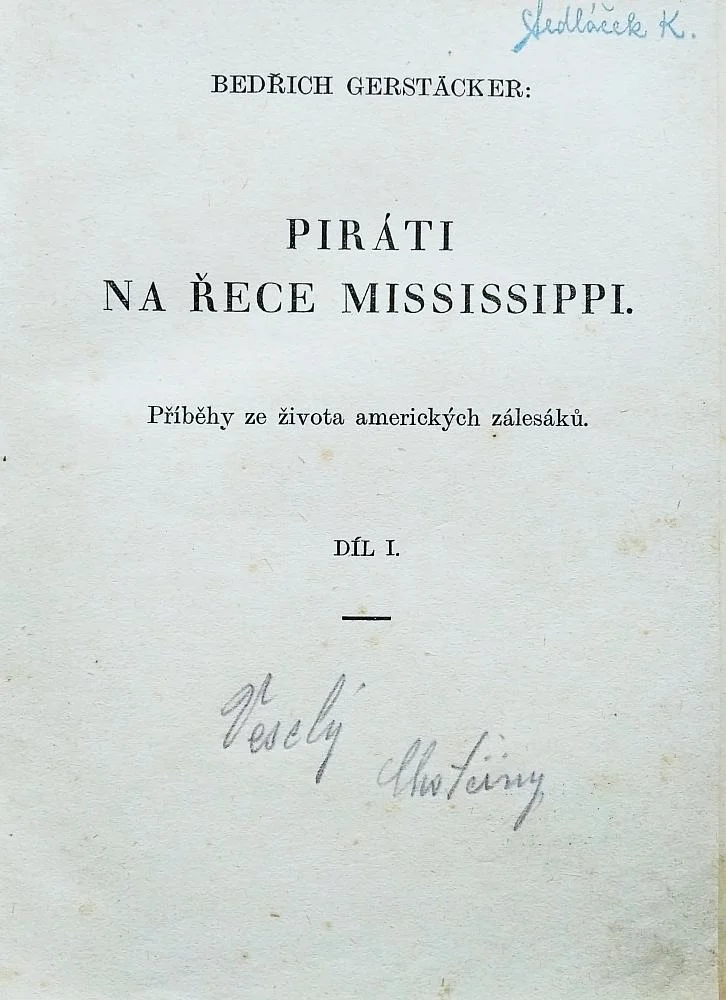 Sedláček K.
BEDŘICH GERSTÄCKER:
PIRÁTI
NA ŘECE MISSISSIPPI.
Příběhy ze života amerických zálesáků.
DÍL I.
Veselý